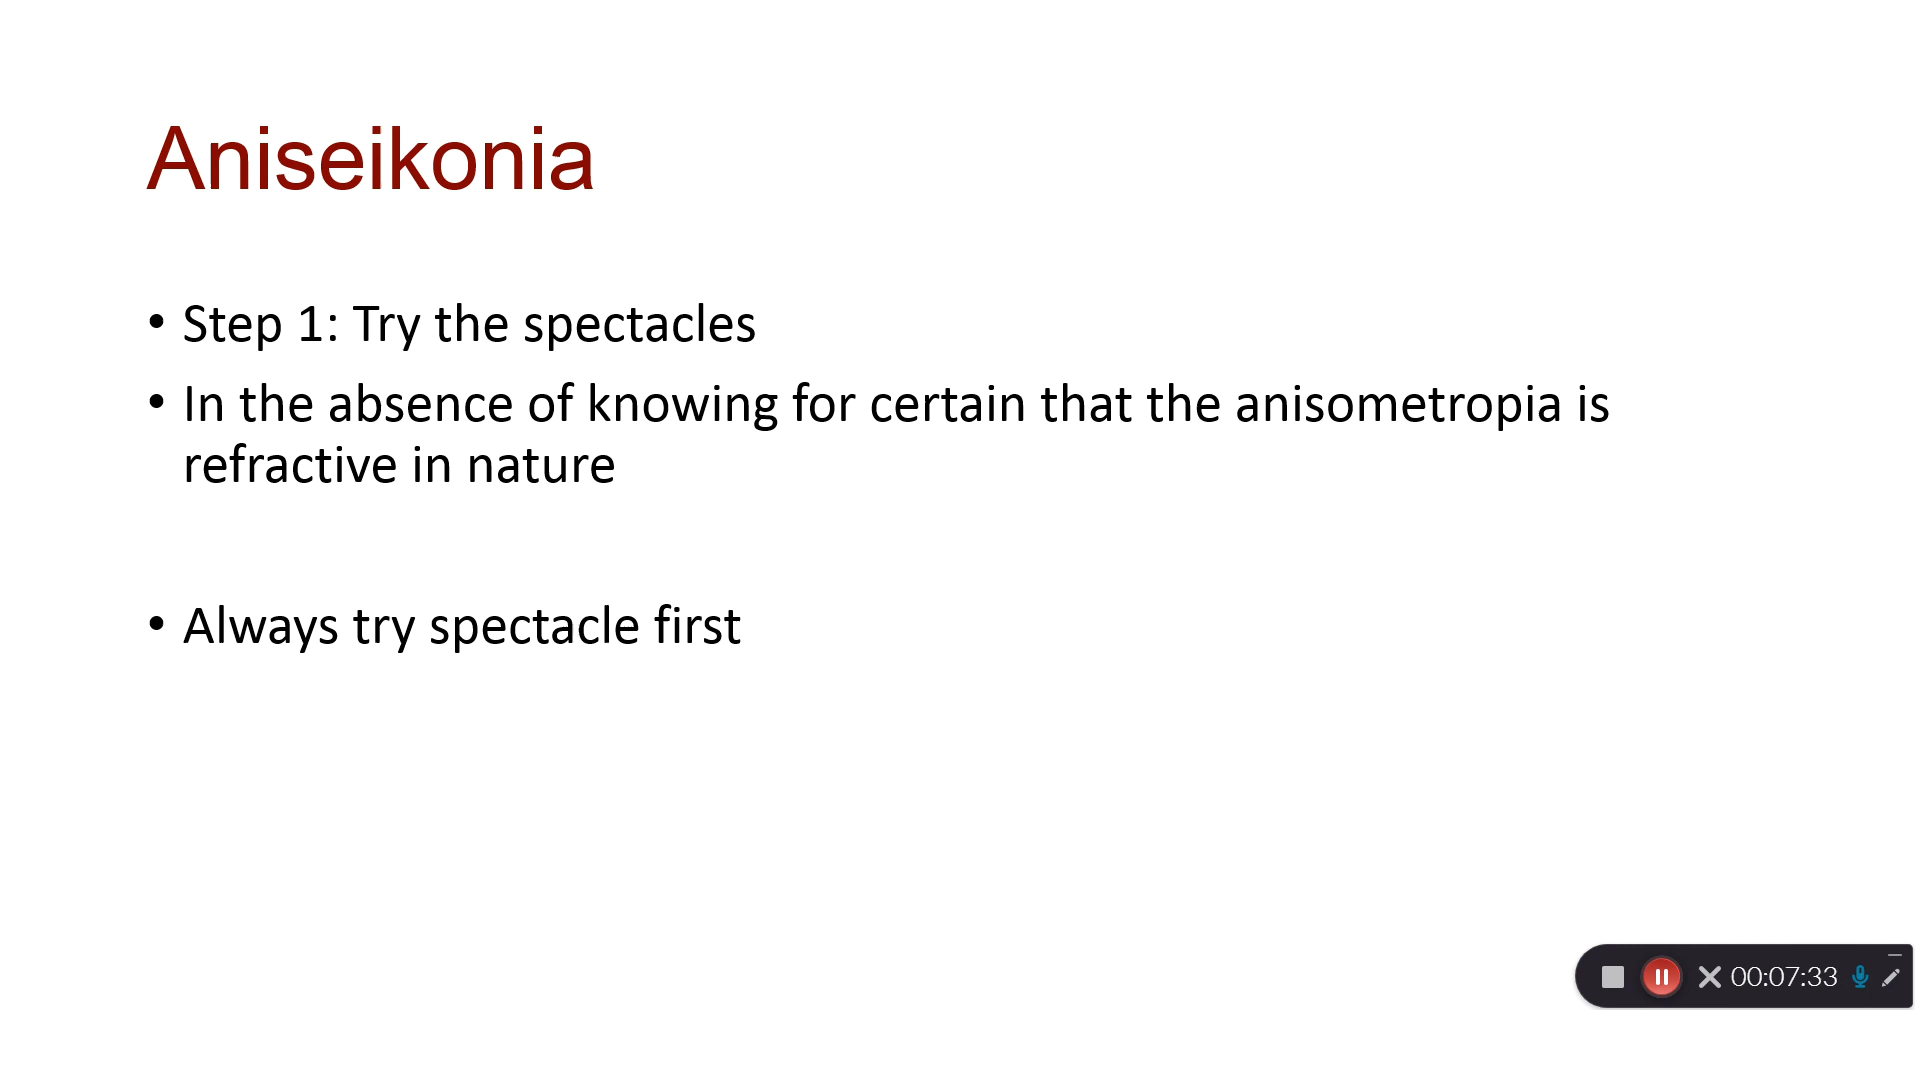 Aniseikonia
• Step 1: Try the spectacles
• In the absence of knowing for certain that the anisometropia is
refractive in nature
• Always try spectacle first
00:07:33